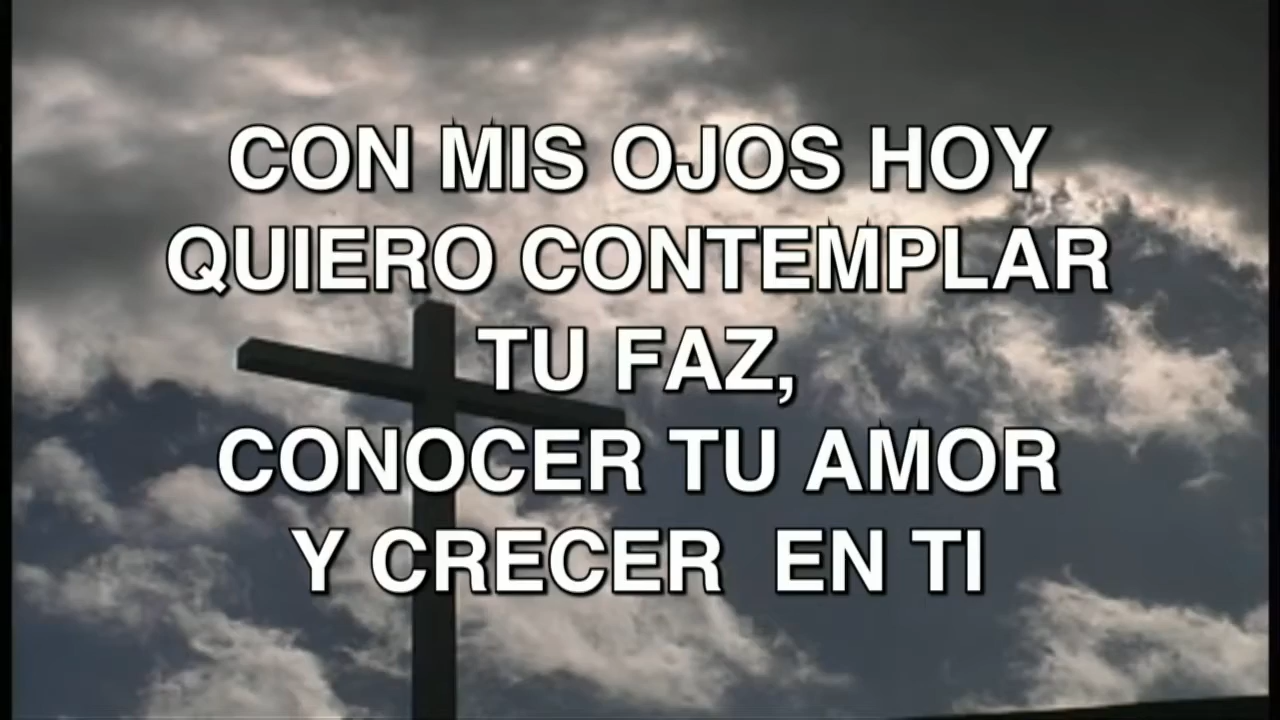 CON MIS OJOS HOY
QUIERO CONTEMPLAR
TU FAZ,
CONOCER TU AMOR
Y CRECER  EN TI